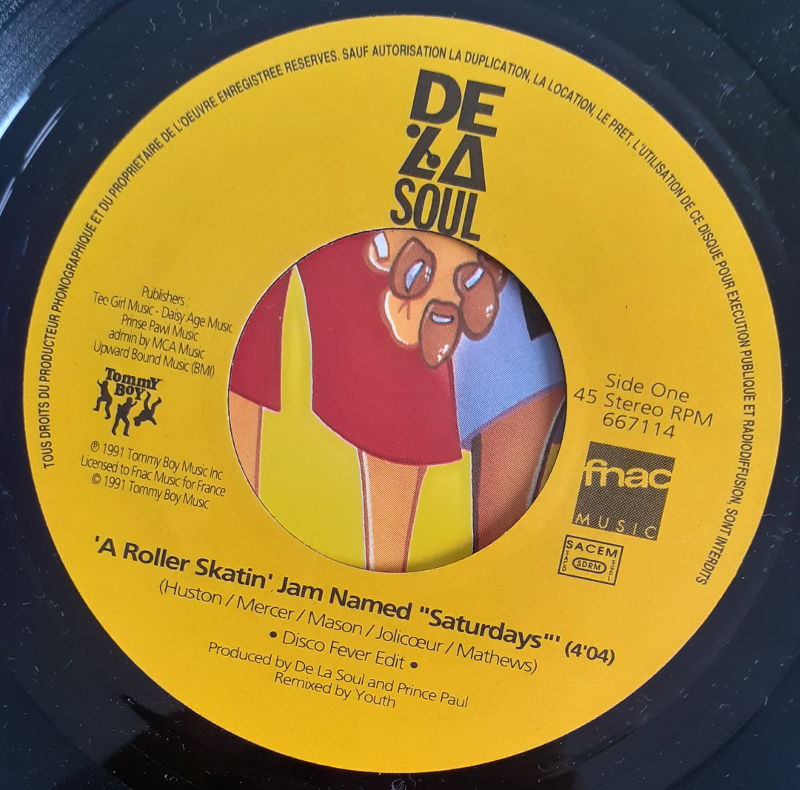 TOUS DROITS DU PRODUCTEUR PHONOGRAPHIQUE ET DU PROPRIETAIRE DE L'OEUVRE ENREGISTREE RESERVES. SAUF AUTORISATION LA DUPLICATION, LA LOCATION, LE PRET, L'UTILISATION DE CE DISQUE POUR EXECUTION PUBLIQUE ET RADIODIFFUSION, SONT INTERDITS
DE
LA
SOUL
Publishers :
Tee Girl Music - Daisy Age Music
Prinse Pawl Music
admin by MCA Music
Upward Bound Music (BMI)
TOMMY
BOY
℗ 1991 Tommy Boy Music Inc
Licensed to Fnac Music for France
© 1991 Tommy Boy Music
Side One
45 Stereo RPM
667114
fnac
MUSIC
SACEM
SACD
SDRM
SGDL
'A Roller Skatin' Jam Named "Saturdays"' (4'04)
(Huston / Mercer / Mason / Jolicœur / Mathews)
• Disco Fever Edit •
Produced by De La Soul and Prince Paul
Remixed by Youth